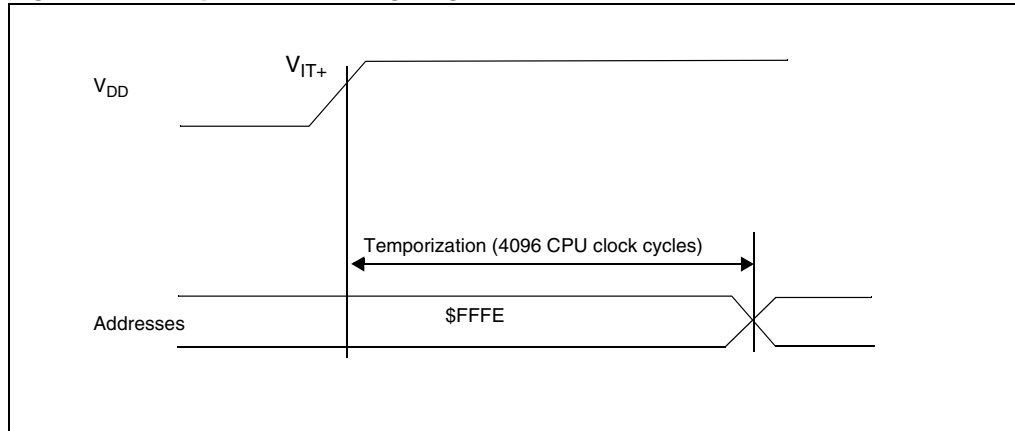 V_IT+
V_DD
Temporization (4096 CPU clock cycles)
$FFFE
Addresses